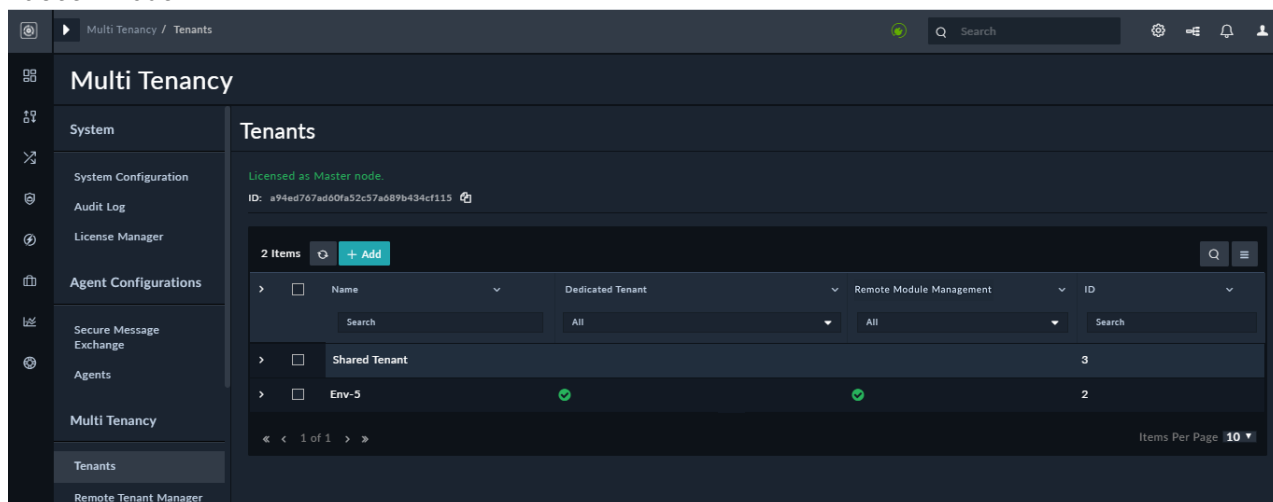 Multi Tenancy / Tenants
Search
Multi Tenancy
System
System Configuration
Audit Log
License Manager
Agent Configurations
Secure Message
Exchange
Agents
Multi Tenancy
Tenants
Remote Tenant Manager
Tenants
Licensed as Master node.
ID: a94ed767ad60fa52c57a689b434cf115
2 Items + Add
Name Dedicated Tenant Remote Module Management ID
Search All All Search
Shared Tenant 3
Env-5 2
« < 1 of 1 > »
Items Per Page 10